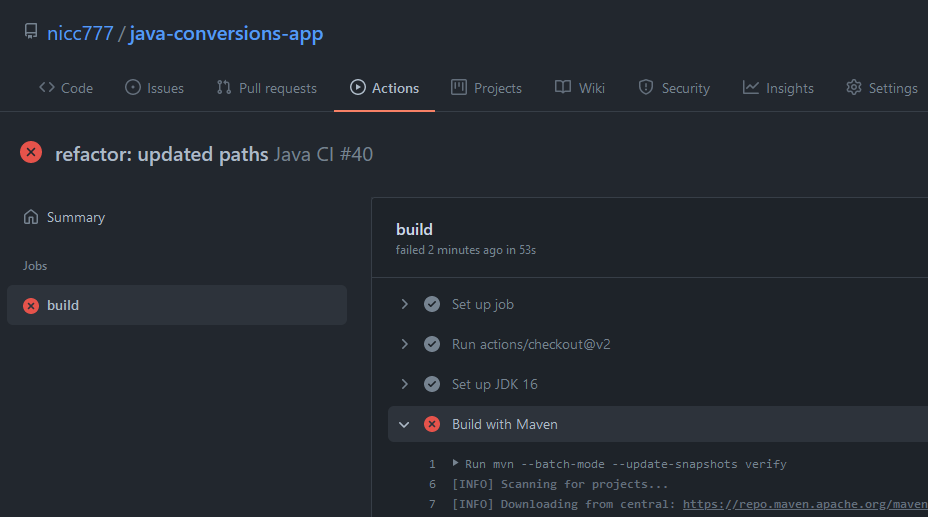 nicc777 / java-conversions-app
Code Issues Pull requests Actions Projects Wiki Security Insights Settings
refactor: updated paths Java CI #40
Summary
Jobs
build
build
failed 2 minutes ago in 53s
Set up job
Run actions/checkout@v2
Set up JDK 16
Build with Maven
1 Run mvn --batch-mode --update-snapshots verify
6 [INFO] Scanning for projects...
7 [INFO] Downloading from central: https://repo.maven.apache.org/maven